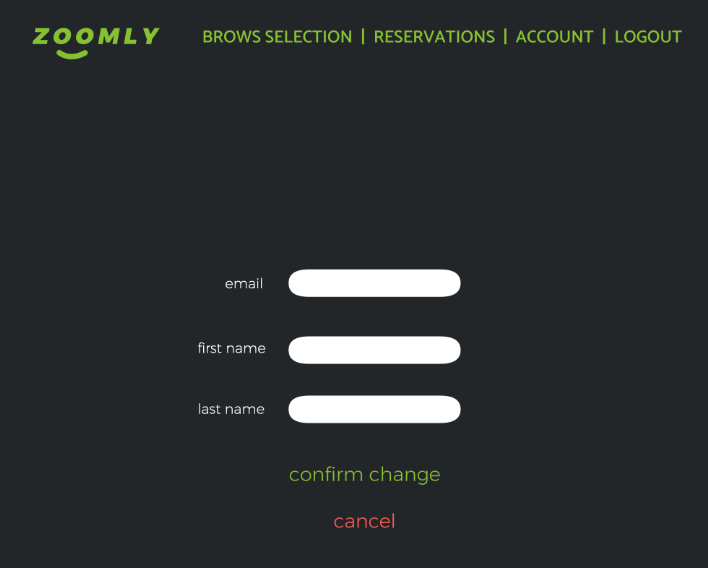 ZOOMLY
BROWS SELECTION | RESERVATIONS | ACCOUNT | LOGOUT
email
first name
last name
confirm change
cancel